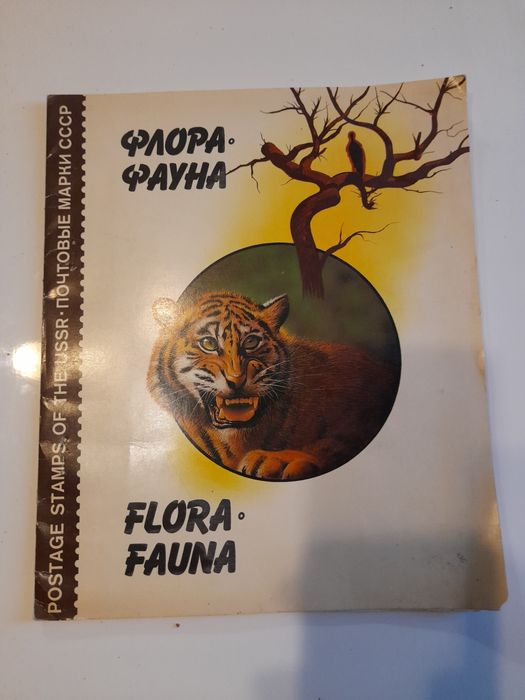 ФЛОРА·
ФАУНА
FLORA·
FAUNA
POSTAGE STAMPS OF THE USSR · ПОЧТОВЫЕ МАРКИ СССР